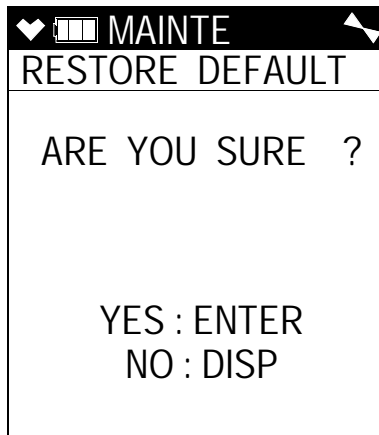 MAINTE
RESTORE DEFAULT
ARE YOU SURE ?
YES : ENTER
NO : DISP